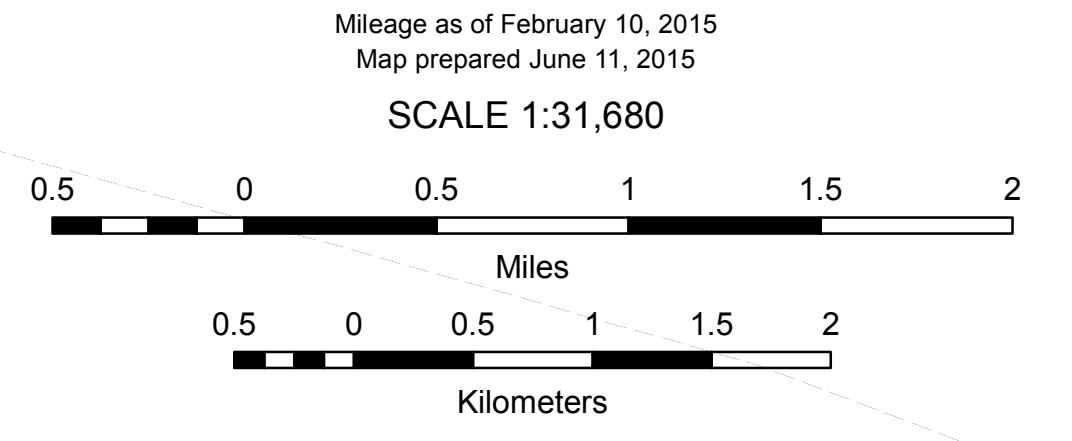 Mileage as of February 10, 2015
Map prepared June 11, 2015
SCALE 1:31,680
0.5 0 0.5 1 1.5 2
Miles
0.5 0 0.5 1 1.5 2
Kilometers